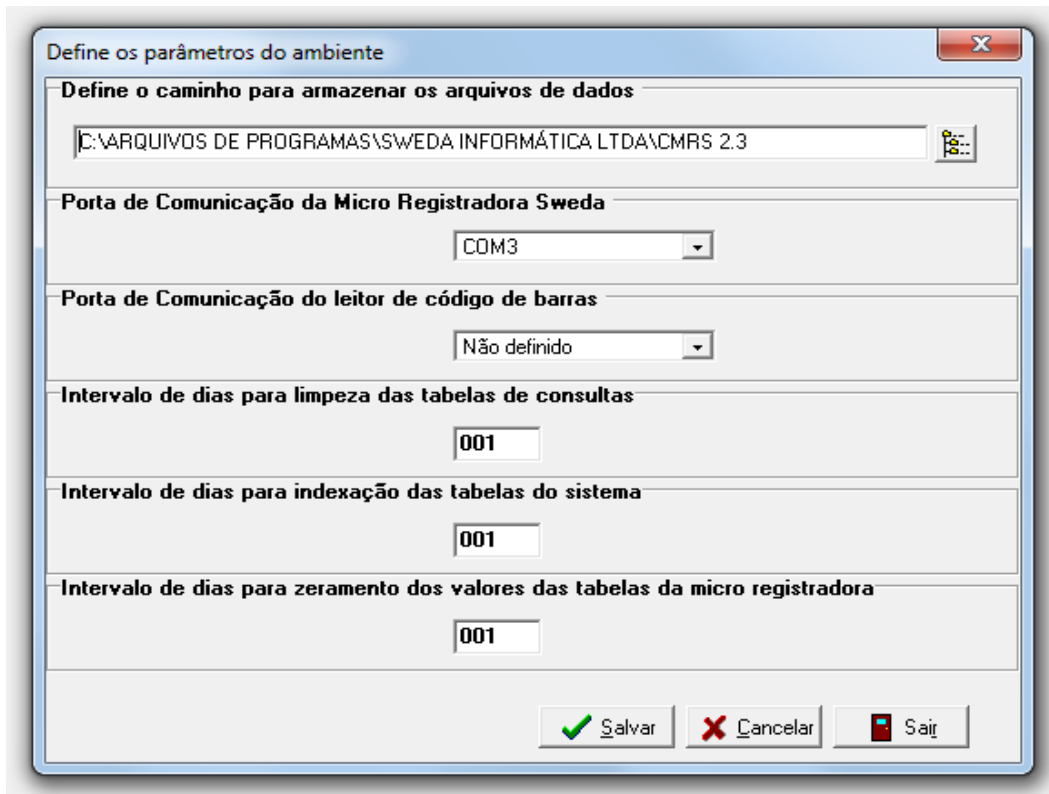 Define os parâmetros do ambiente
Define o caminho para armazenar os arquivos de dados
C:\ARQUIVOS DE PROGRAMAS\SWEDA INFORMÁTICA LTDA\CMRS 2.3
Porta de Comunicação da Micro Registradora Sweda
COM3
Porta de Comunicação do leitor de código de barras
Não definido
Intervalo de dias para limpeza das tabelas de consultas
001
Intervalo de dias para indexação das tabelas do sistema
001
Intervalo de dias para zeramento dos valores das tabelas da micro registradora
001
Salvar Cancelar Sair